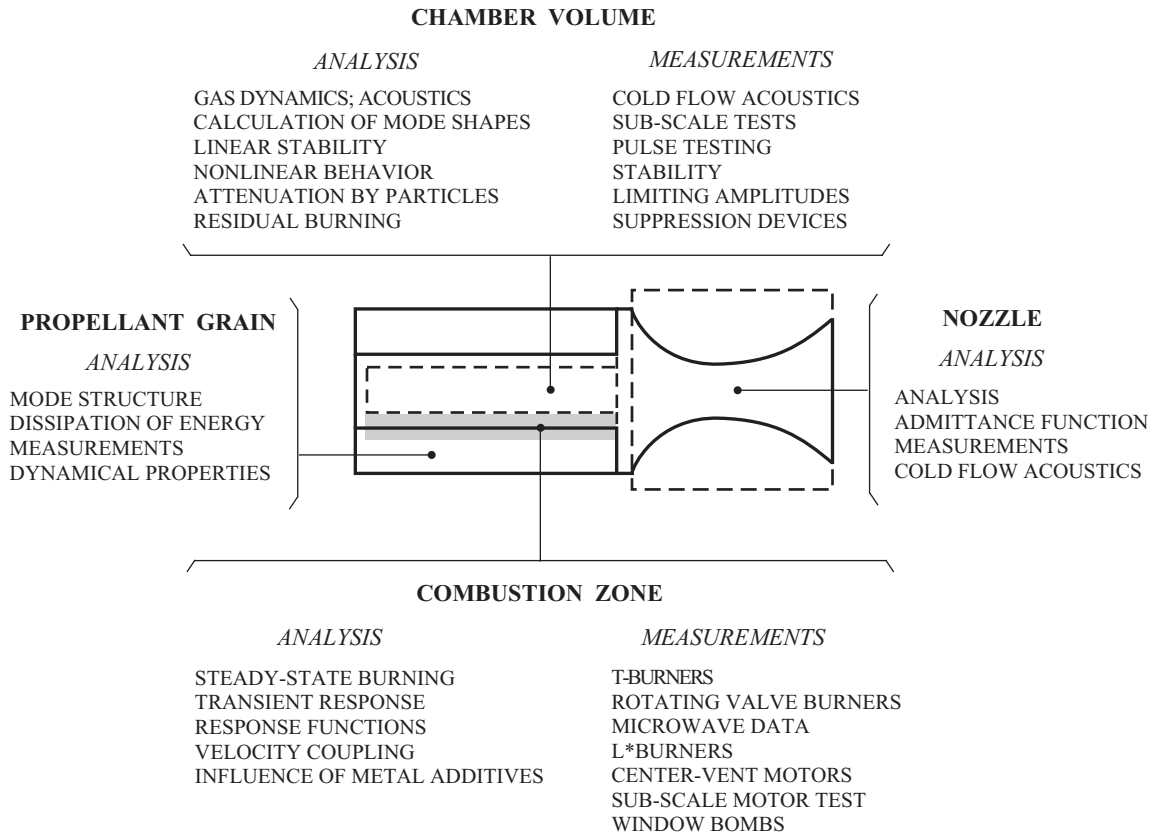 CHAMBER VOLUME
ANALYSIS
GAS DYNAMICS; ACOUSTICS
CALCULATION OF MODE SHAPES
LINEAR STABILITY
NONLINEAR BEHAVIOR
ATTENUATION BY PARTICLES
RESIDUAL BURNING
MEASUREMENTS
COLD FLOW ACOUSTICS
SUB-SCALE TESTS
PULSE TESTING
STABILITY
LIMITING AMPLITUDES
SUPPRESSION DEVICES
PROPELLANT GRAIN
ANALYSIS
MODE STRUCTURE
DISSIPATION OF ENERGY
MEASUREMENTS
DYNAMICAL PROPERTIES
NOZZLE
ANALYSIS
ANALYSIS
ADMITTANCE FUNCTION
MEASUREMENTS
COLD FLOW ACOUSTICS
COMBUSTION ZONE
ANALYSIS
STEADY-STATE BURNING
TRANSIENT RESPONSE
RESPONSE FUNCTIONS
VELOCITY COUPLING
INFLUENCE OF METAL ADDITIVES
MEASUREMENTS
T-BURNERS
ROTATING VALVE BURNERS
MICROWAVE DATA
L*BURNERS
CENTER-VENT MOTORS
SUB-SCALE MOTOR TEST
WINDOW BOMBS